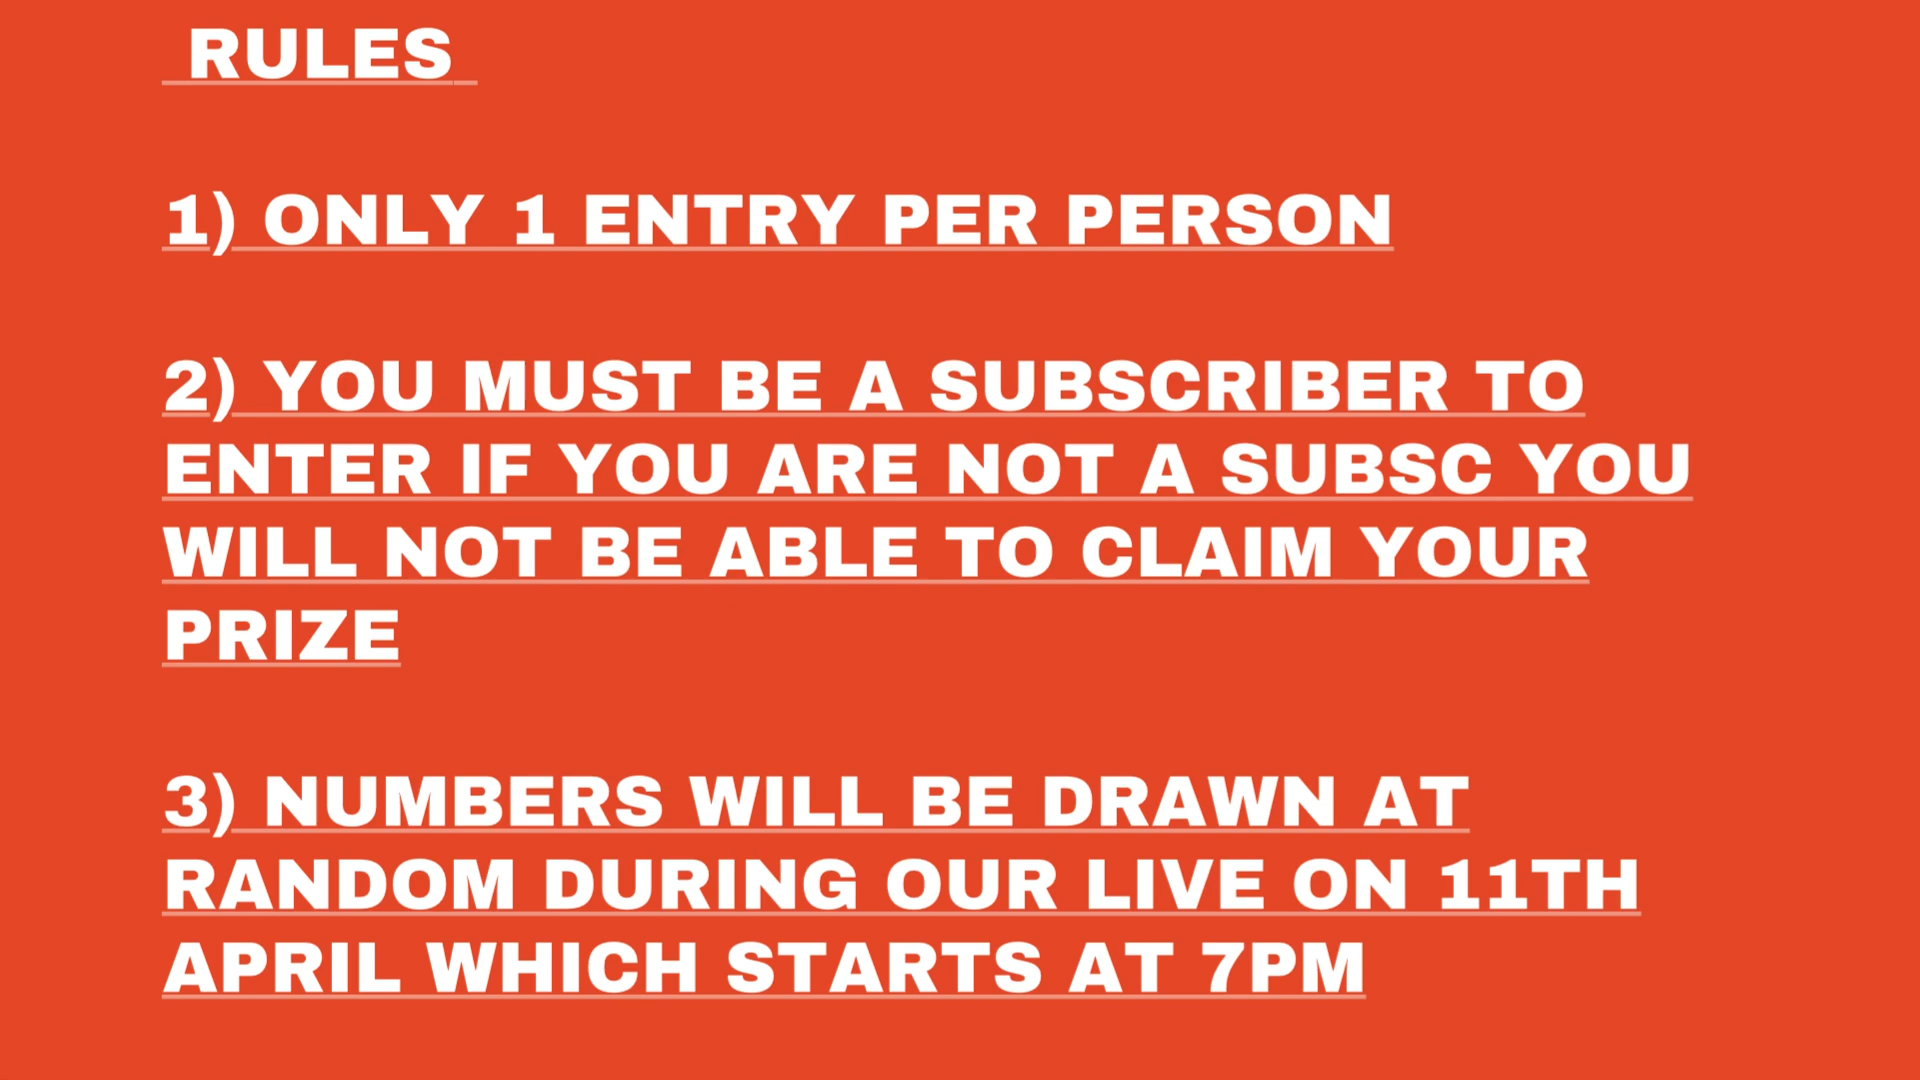 RULES
1) ONLY 1 ENTRY PER PERSON
2) YOU MUST BE A SUBSCRIBER TO
ENTER IF YOU ARE NOT A SUBSC YOU
WILL NOT BE ABLE TO CLAIM YOUR
PRIZE
3) NUMBERS WILL BE DRAWN AT
RANDOM DURING OUR LIVE ON 11TH
APRIL WHICH STARTS AT 7PM